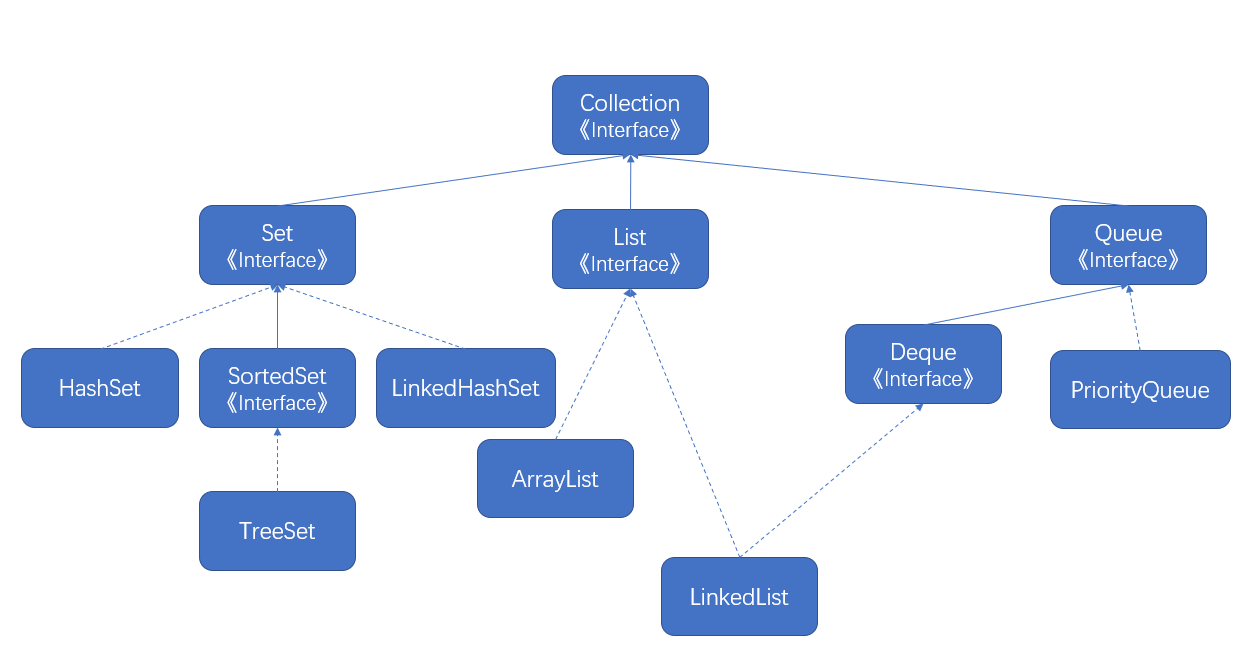 Collection
《Interface》
Set
《Interface》
List
《Interface》
Queue
《Interface》
HashSet
SortedSet
《Interface》
LinkedHashSet
Deque
《Interface》
PriorityQueue
ArrayList
TreeSet
LinkedList